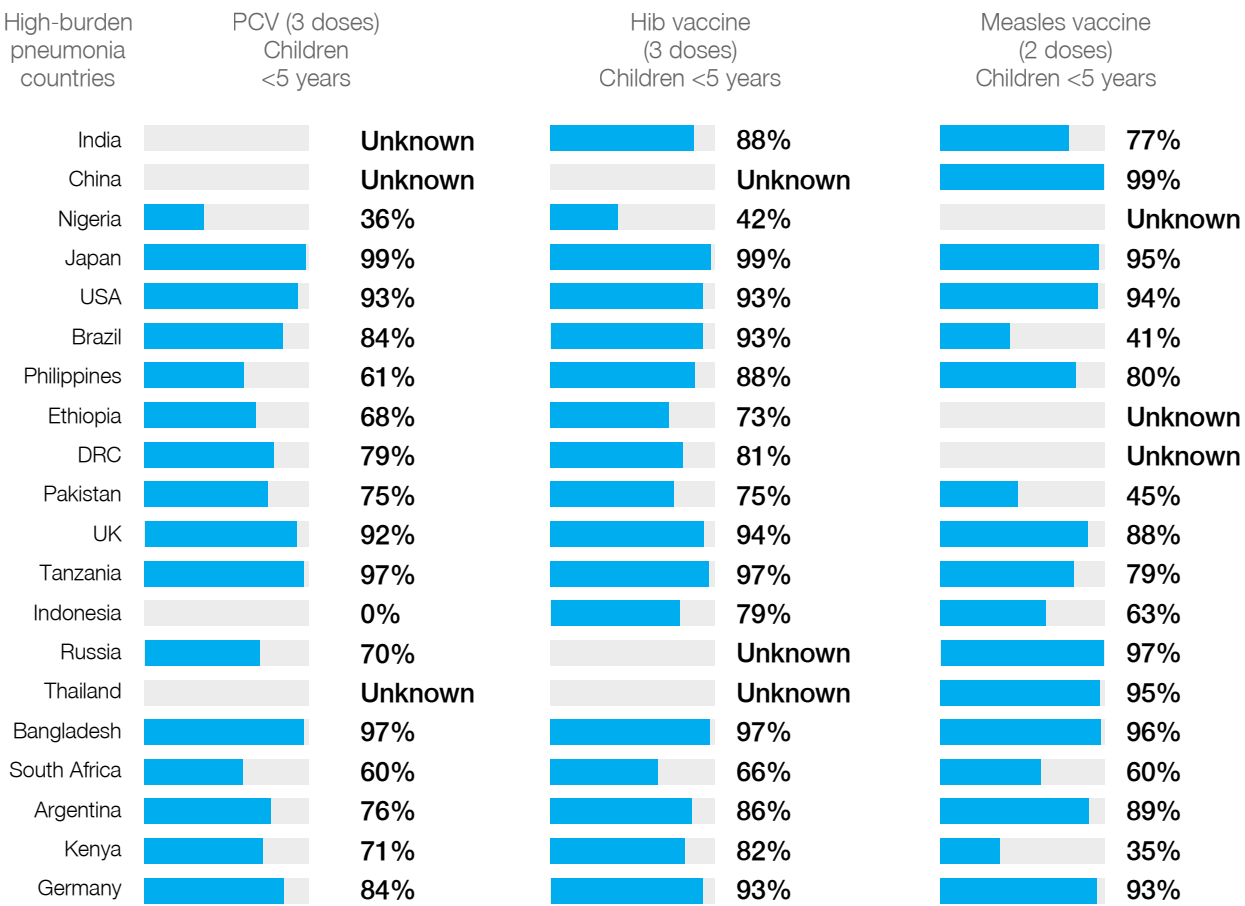 High-burden
pneumonia
countries
PCV (3 doses)
Children
<5 years
Hib vaccine
(3 doses)
Children <5 years
Measles vaccine
(2 doses)
Children <5 years
India Unknown 88% 77%
China Unknown Unknown 99%
Nigeria 36% 42% Unknown
Japan 99% 99% 95%
USA 93% 93% 94%
Brazil 84% 93% 41%
Philippines 61% 88% 80%
Ethiopia 68% 73% Unknown
DRC 79% 81% Unknown
Pakistan 75% 75% 45%
UK 92% 94% 88%
Tanzania 97% 97% 79%
Indonesia 0% 79% 63%
Russia 70% Unknown 97%
Thailand Unknown Unknown 95%
Bangladesh 97% 97% 96%
South Africa 60% 66% 60%
Argentina 76% 86% 89%
Kenya 71% 82% 35%
Germany 84% 93% 93%